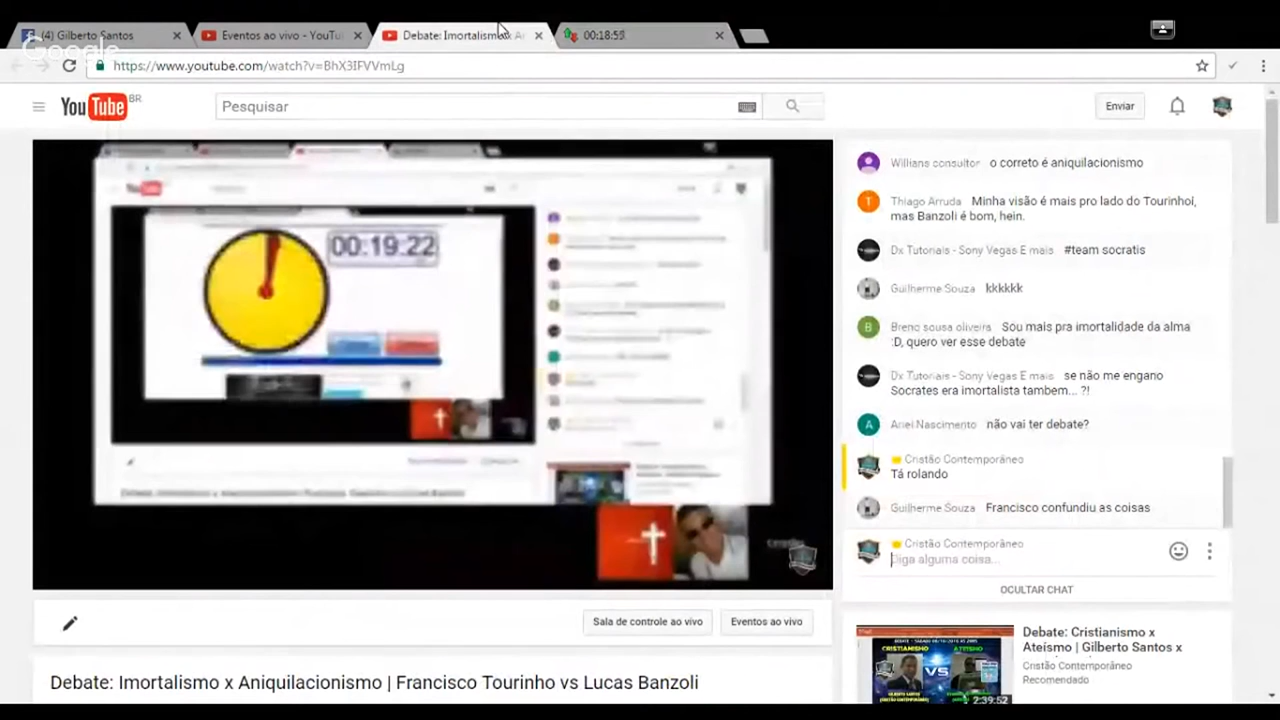 (4) Gilberto Santos
Eventos ao vivo - YouTu
Debate: Imortalismo x An
00:18:59
Google
https://www.youtube.com/watch?v=BhX3IFVVmLg
YouTube BR
Pesquisar
Enviar
00:19:22
Willians consultor o correto é aniquilacionismo
Thiago Arruda Minha visão é mais pro lado do Tourinhoi,
mas Banzoli é bom, hein.
Dx Tutoriais - Sony Vegas E mais #team socratis
Guilherme Souza kkkkkk
Breno sousa oliveira Sou mais pra imortalidade da alma
:D, quero ver esse debate
Dx Tutoriais - Sony Vegas E mais se não me engano
Socrates era imortalista tambem... ?!
Ariel Nascimento não vai ter debate?
Cristão Contemporâneo
Tá rolando
Guilherme Souza Francisco confundiu as coisas
Cristão Contemporâneo
Diga alguma coisa...
OCULTAR CHAT
Sala de controle ao vivo
Eventos ao vivo
Debate: Imortalismo x Aniquilacionismo | Francisco Tourinho vs Lucas Banzoli
CRISTIANISMO
ATEÍSMO
VS
2:39:52
Debate: Cristianismo x
Ateísmo | Gilberto Santos x
Cristão Contemporâneo
Recomendado